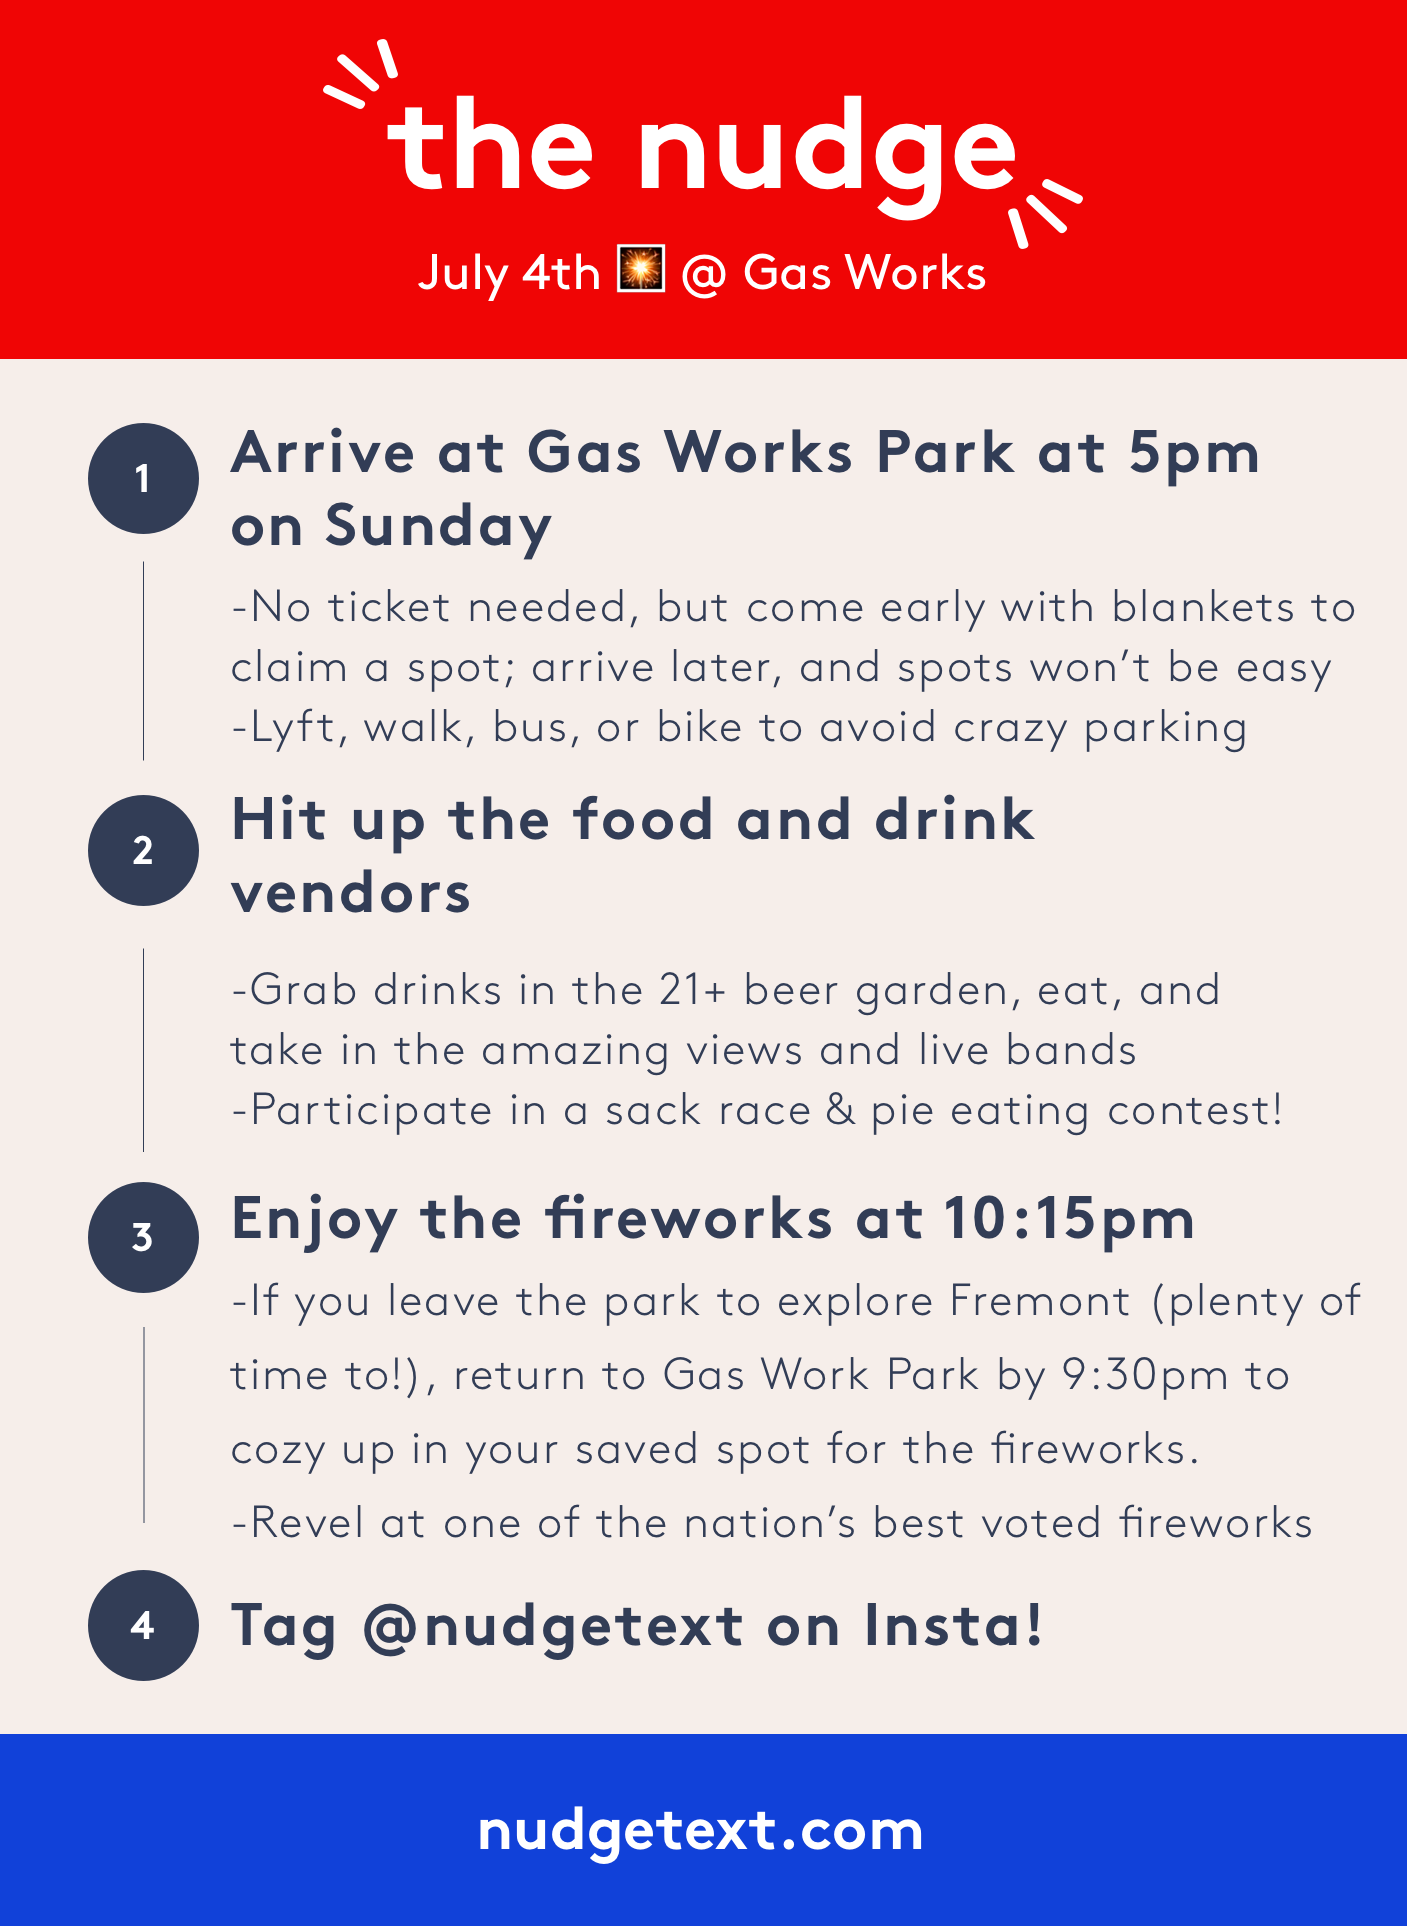 the nudge
July 4th 🎇 @ Gas Works
1
Arrive at Gas Works Park at 5pm
on Sunday
-No ticket needed, but come early with blankets to
claim a spot; arrive later, and spots won’t be easy
-Lyft, walk, bus, or bike to avoid crazy parking
2
Hit up the food and drink
vendors
-Grab drinks in the 21+ beer garden, eat, and
take in the amazing views and live bands
-Participate in a sack race & pie eating contest!
3
Enjoy the fireworks at 10:15pm
-If you leave the park to explore Fremont (plenty of
time to!), return to Gas Work Park by 9:30pm to
cozy up in your saved spot for the fireworks.
-Revel at one of the nation’s best voted fireworks
4
Tag @nudgetext on Insta!
nudgetext.com